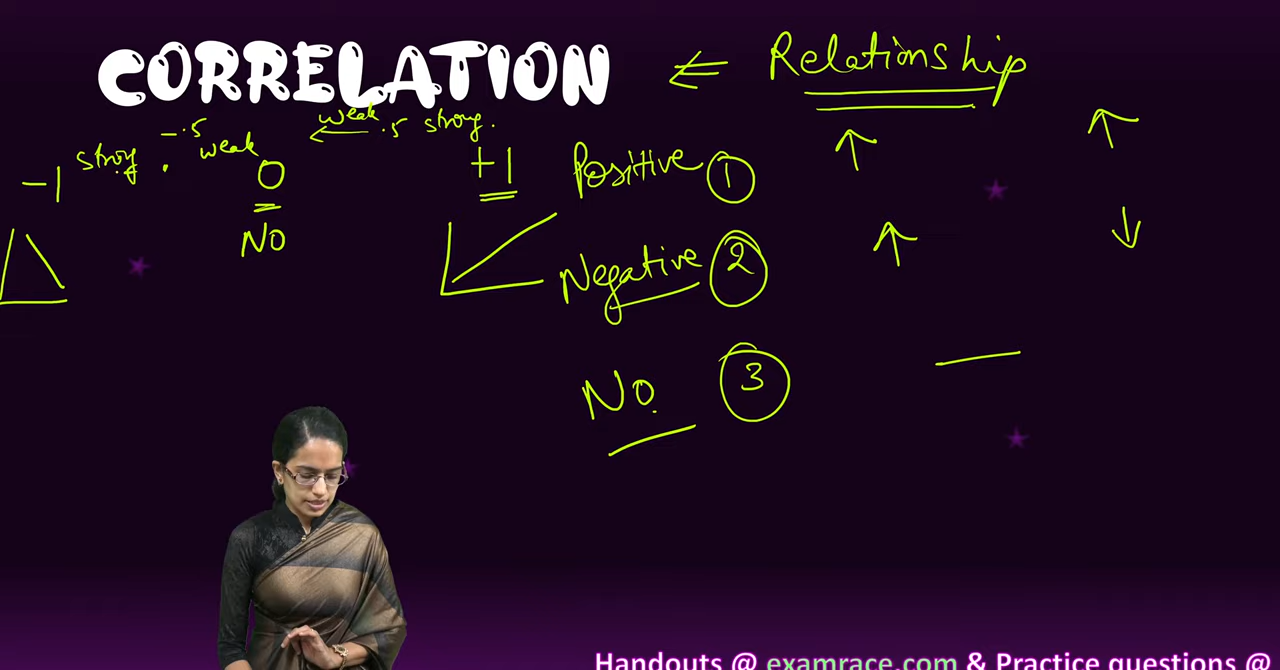 CORRELATION ⇐ Relationship
-1 strong -.5 weak 0 weak ← .5 strong +1
NO
Positive 1 ↑ ↑
Negative 2 ↑ ↓
No 3 —
Handouts @ examrace.com & Practice questions @